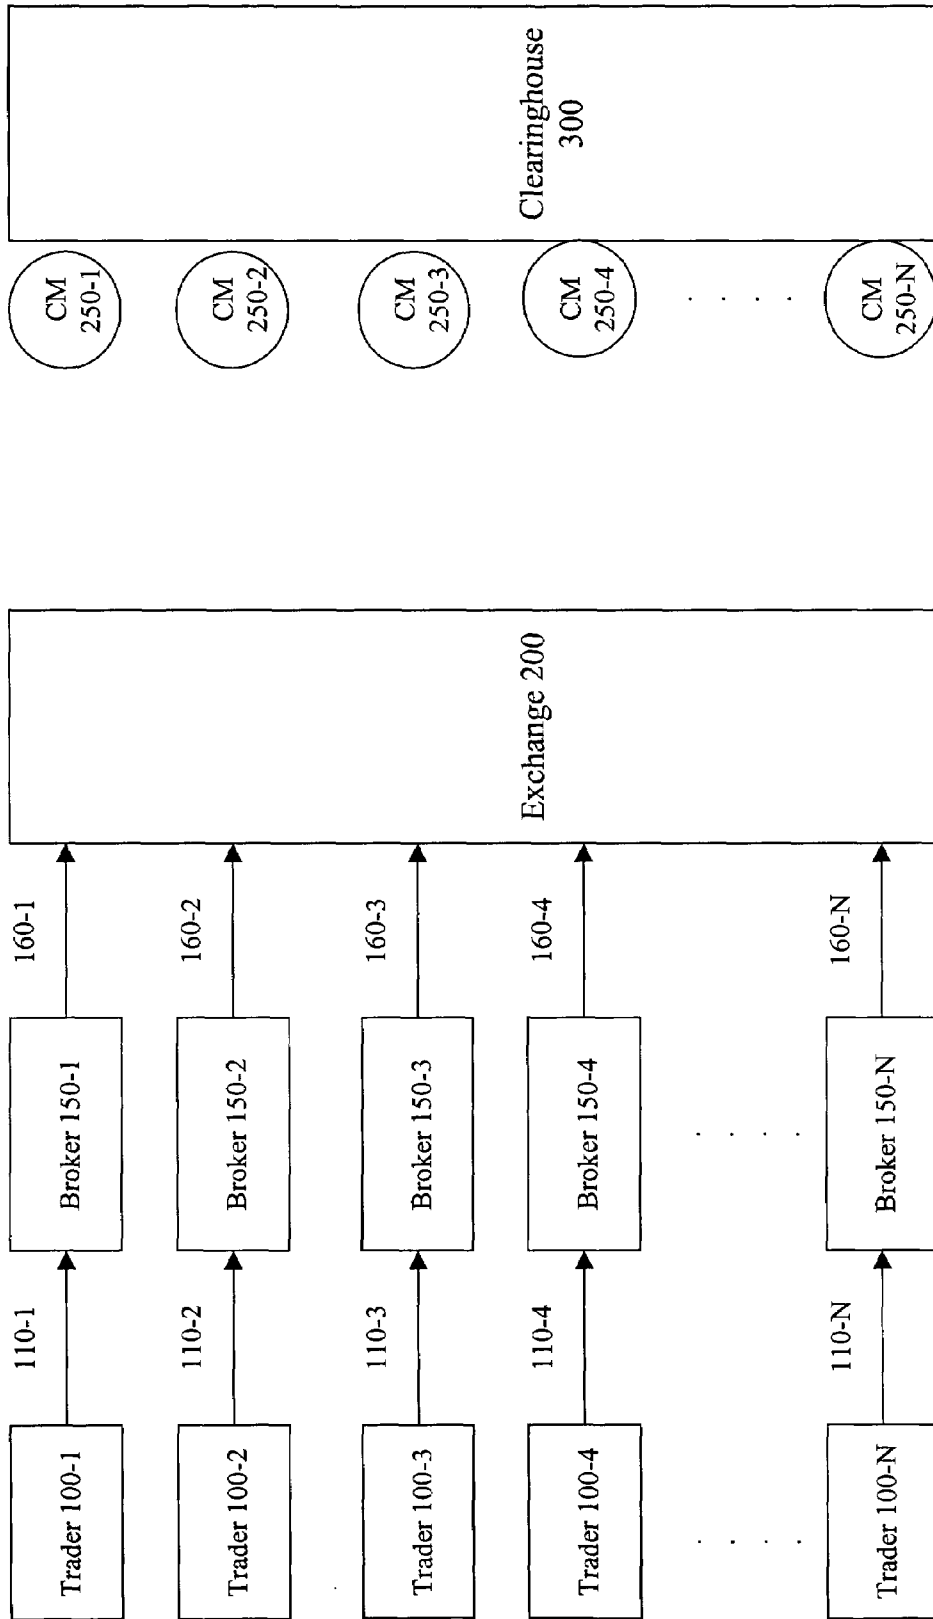 Trader 100-1
110-1
Broker 150-1
160-1
Trader 100-2
110-2
Broker 150-2
160-2
Trader 100-3
110-3
Broker 150-3
160-3
Trader 100-4
110-4
Broker 150-4
160-4
Trader 100-N
110-N
Broker 150-N
160-N
Exchange 200
CM
250-1
CM
250-2
CM
250-3
CM
250-4
CM
250-N
Clearinghouse
300